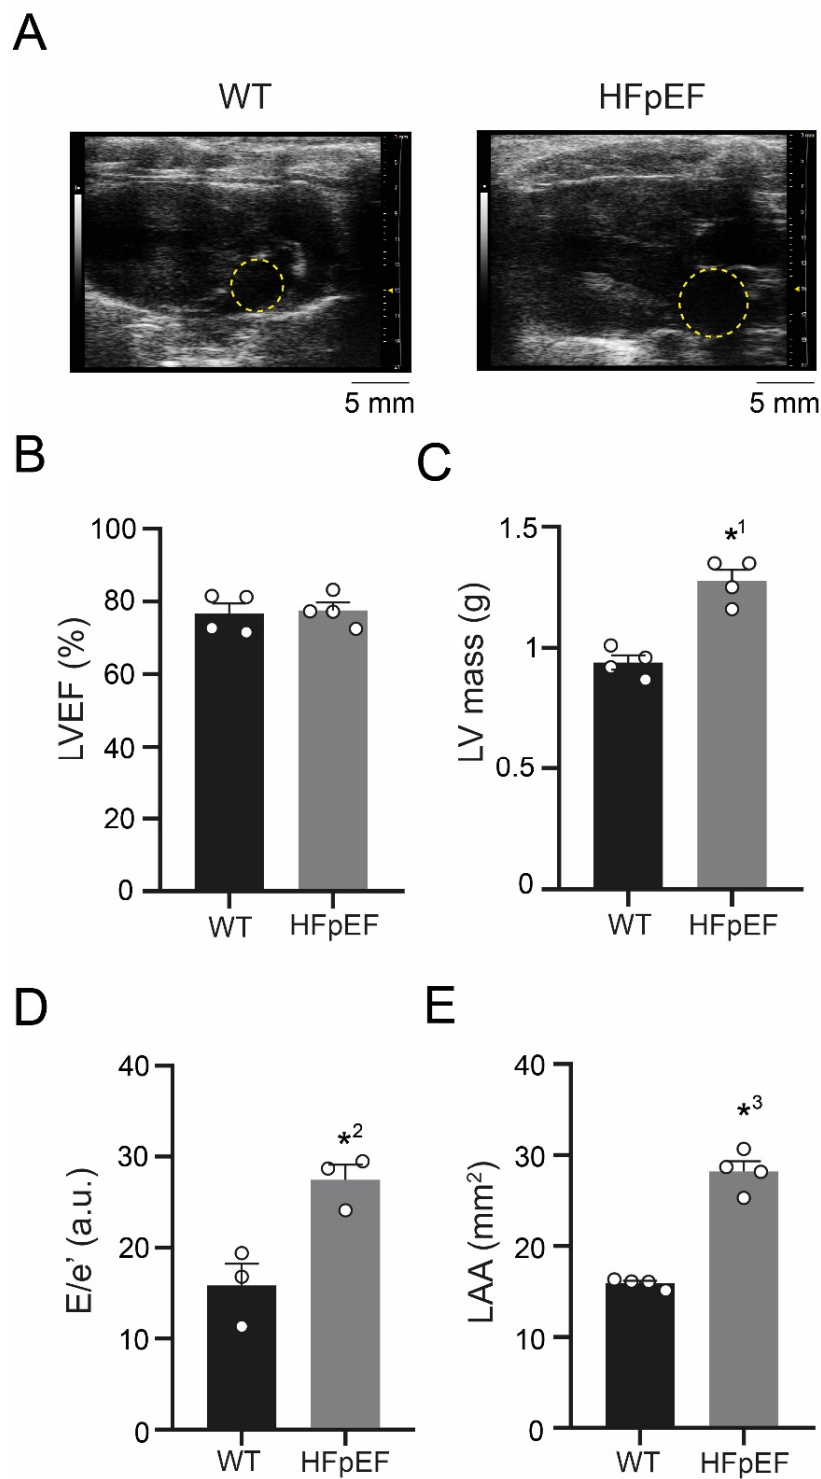 A
WT
HFpEF
5 mm
5 mm
B
100
80
60
40
20
0
LVEF (%)
WT
HFpEF
C
1.5
1
0.5
0
LV mass (g)
*1
WT
HFpEF
D
40
30
20
10
0
E/e’ (a.u.)
*2
WT
HFpEF
E
40
30
20
10
0
LAA (mm²)
*3
WT
HFpEF